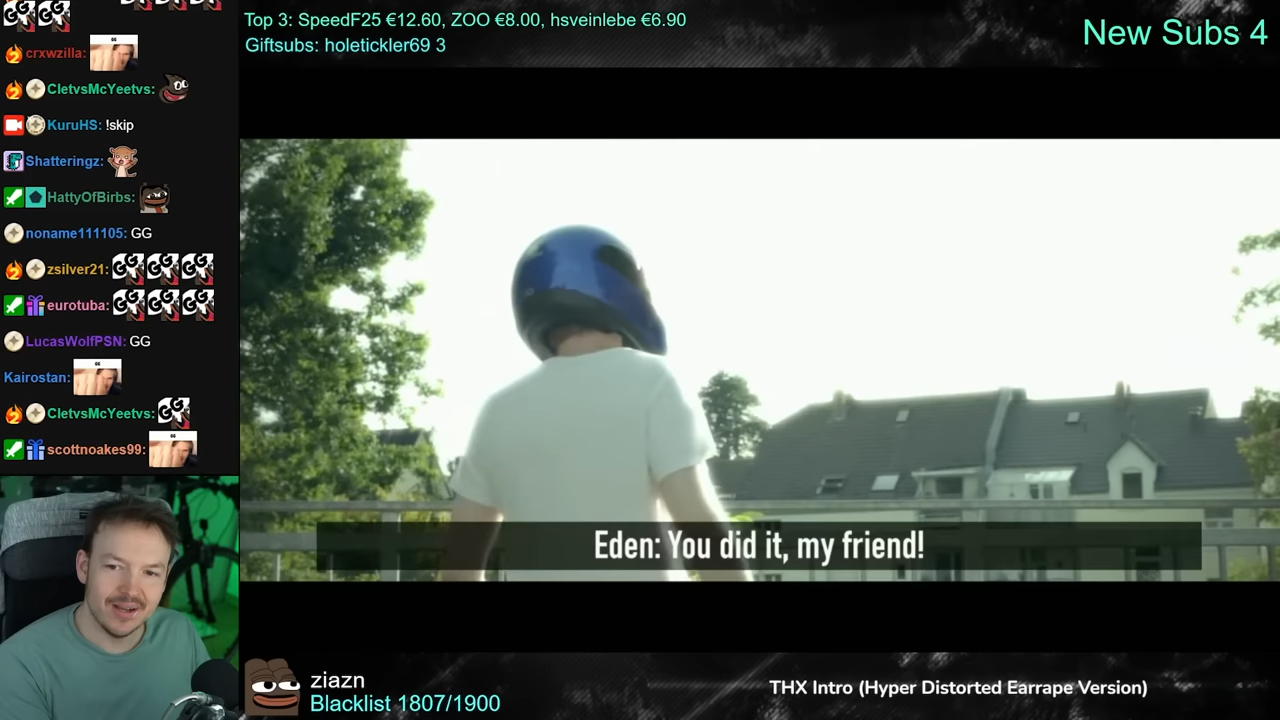 Top 3: SpeedF25 €12.60, ZOO €8.00, hsveinlebe €6.90
Giftsubs: holetickler69 3
New Subs 4
crxwzilla:
CletvsMcYeetvs:
KuruHS: !skip
Shatteringz:
HattyOfBirbs:
noname111105: GG
zsilver21:
eurotuba:
LucasWolfPSN: GG
Kairostan:
CletvsMcYeetvs:
scottnoakes99:
Eden: You did it, my friend!
ziazn
Blacklist 1807/1900
THX Intro (Hyper Distorted Earrape Version)